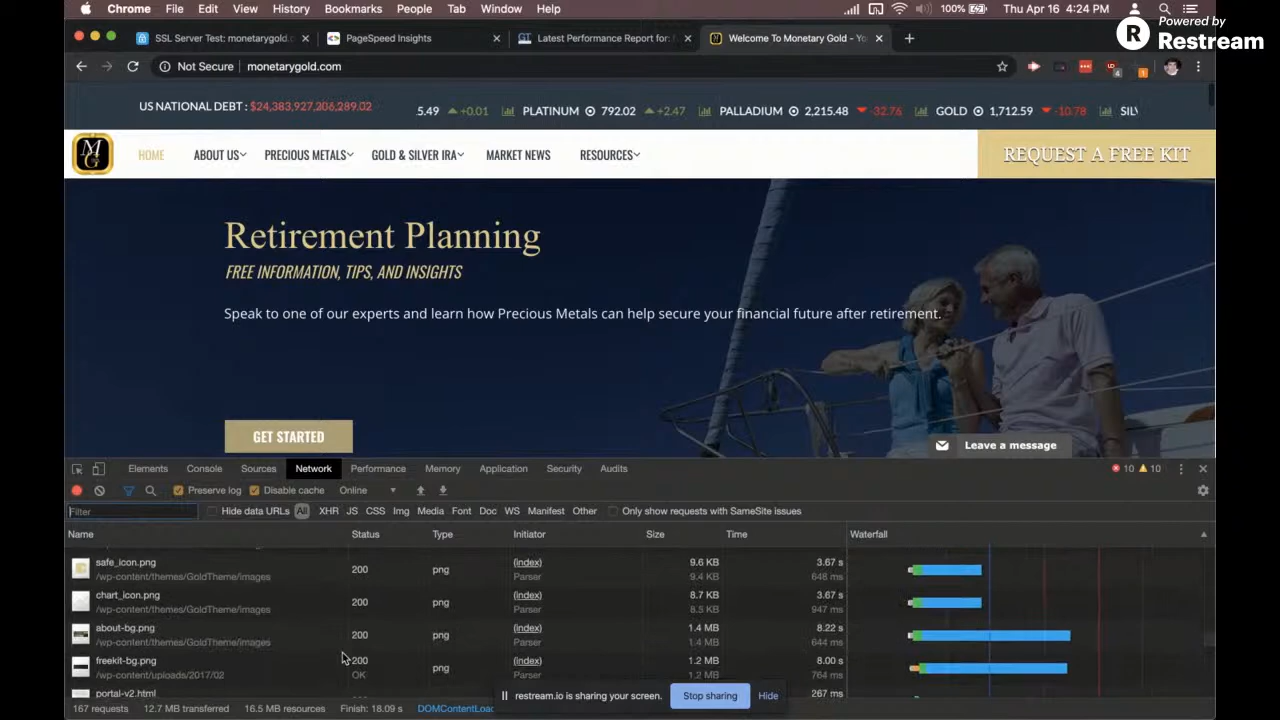 Chrome File Edit View History Bookmarks People Tab Window Help 100% Thu Apr 16 4:24 PM
Powered by
Restream
SSL Server Test: monetarygold. PageSpeed Insights Latest Performance Report for: Welcome To Monetary Gold - Yo
Not Secure monetarygold.com
US NATIONAL DEBT : $24,383,927,206,289.02 5.49 +0.01 PLATINUM 792.02 +2.47 PALLADIUM 2,215.48 -32.76 GOLD 1,712.59 -10.78 SIL
MG HOME ABOUT US PRECIOUS METALS GOLD & SILVER IRA MARKET NEWS RESOURCES REQUEST A FREE KIT
Retirement Planning
FREE INFORMATION, TIPS, AND INSIGHTS
Speak to one of our experts and learn how Precious Metals can help secure your financial future after retirement.
GET STARTED
Leave a message
Elements Console Sources Network Performance Memory Application Security Audits 10 10
Preserve log Disable cache Online
Filter Hide data URLs All XHR JS CSS Img Media Font Doc WS Manifest Other Only show requests with SameSite issues
Name Status Type Initiator Size Time Waterfall
safe_icon.png 200 png (index) 9.6 KB 3.67 s
/wp-content/themes/GoldTheme/images Parser 9.4 KB 646 ms
chart_icon.png 200 png (index) 8.7 KB 3.67 s
/wp-content/themes/GoldTheme/images Parser 8.5 KB 947 ms
about-bg.png 200 png (index) 1.4 MB 8.22 s
/wp-content/themes/GoldTheme/images Parser 1.4 MB 644 ms
freekit-bg.png 200 png (index) 1.2 MB 8.00 s
/wp-content/uploads/2017/02 OK Parser 1.2 MB 764 ms
portal-v2.html 267 ms
restream.io is sharing your screen. Stop sharing Hide
167 requests 12.7 MB transferred 16.5 MB resources Finish: 18.09 s DOMContentLoad